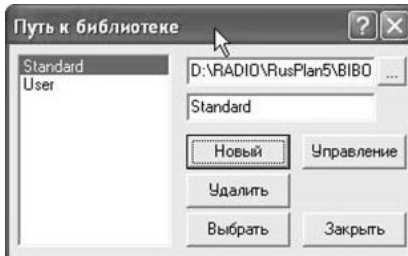 Путь к библиотеке
Standard
User
D:\RADIO\RusPlan5\BIBO
...
Standard
Новый
Управление
Удалить
Выбрать
Закрыть